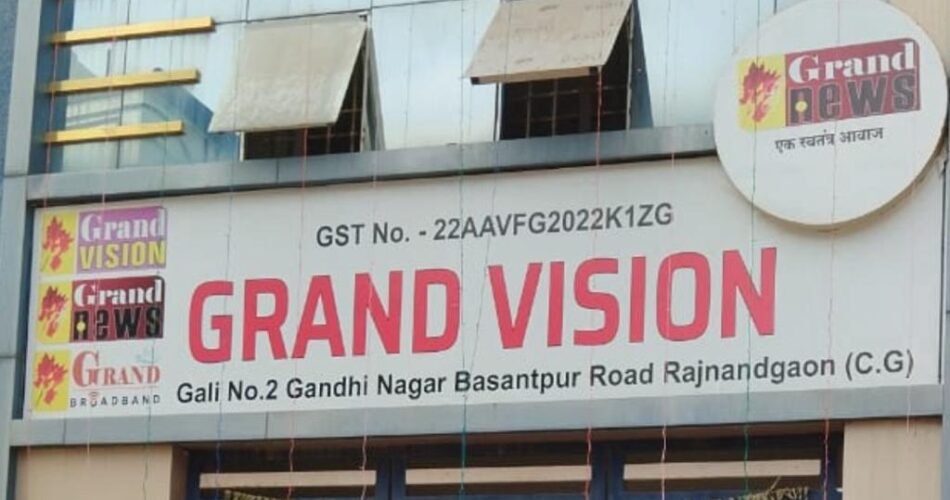 Grand
news
एक स्वतंत्र आवाज
GST No. - 22AAVFG2022K1ZG
Grand
VISION
Grand
news
GRAND
BROADBAND
GRAND VISION
Gali No.2 Gandhi Nagar Basantpur Road Rajnandgaon (C.G)